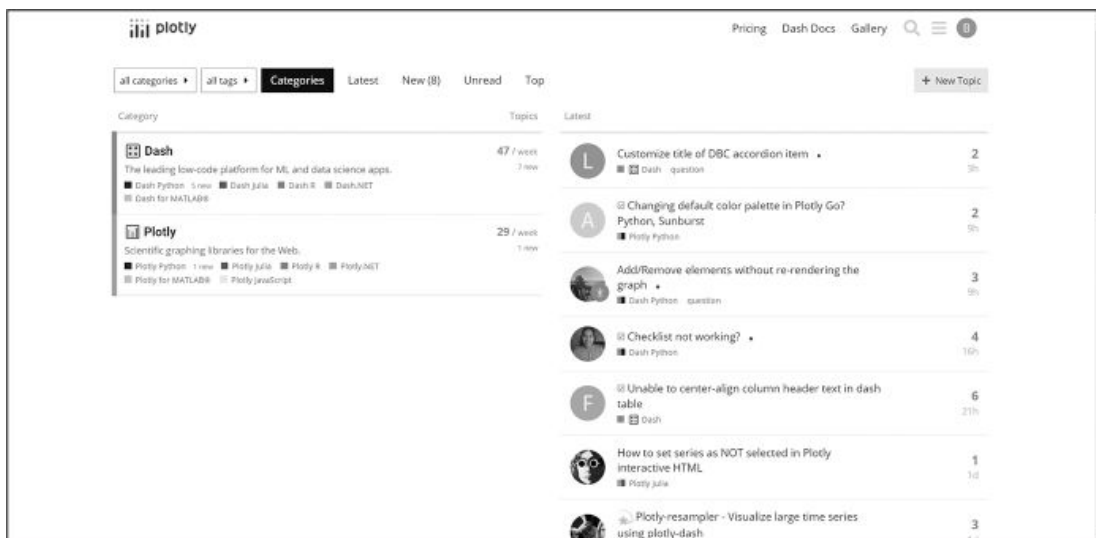 plotly
Pricing Dash Docs Gallery B
all categories all tags Categories Latest New (8) Unread Top + New Topic
Category Topics
Dash 47 / week
The leading low-code platform for ML and data science apps. 7 new
Dash Python 5 new Dash Julia Dash R Dash.NET
Dash for MATLAB®
Plotly 29 / week
Scientific graphing libraries for the Web. 1 new
Plotly Python 1 new Plotly Julia Plotly R Plotly.NET
Plotly for MATLAB® Plotly JavaScript
Latest
L Customize title of DBC accordion item 2
Dash question 5h
A Changing default color palette in Plotly Go? 2
Python, Sunburst
Plotly Python 9h
Add/Remove elements without re-rendering the 3
graph
Dash Python question 9h
Checklist not working? 4
Dash Python 16h
F Unable to center-align column header text in dash 6
table 21h
Dash
How to set series as NOT selected in Plotly 1
interactive HTML 1d
Plotly Julia
Plotly-resampler - Visualize large time series 3
using plotly-dash